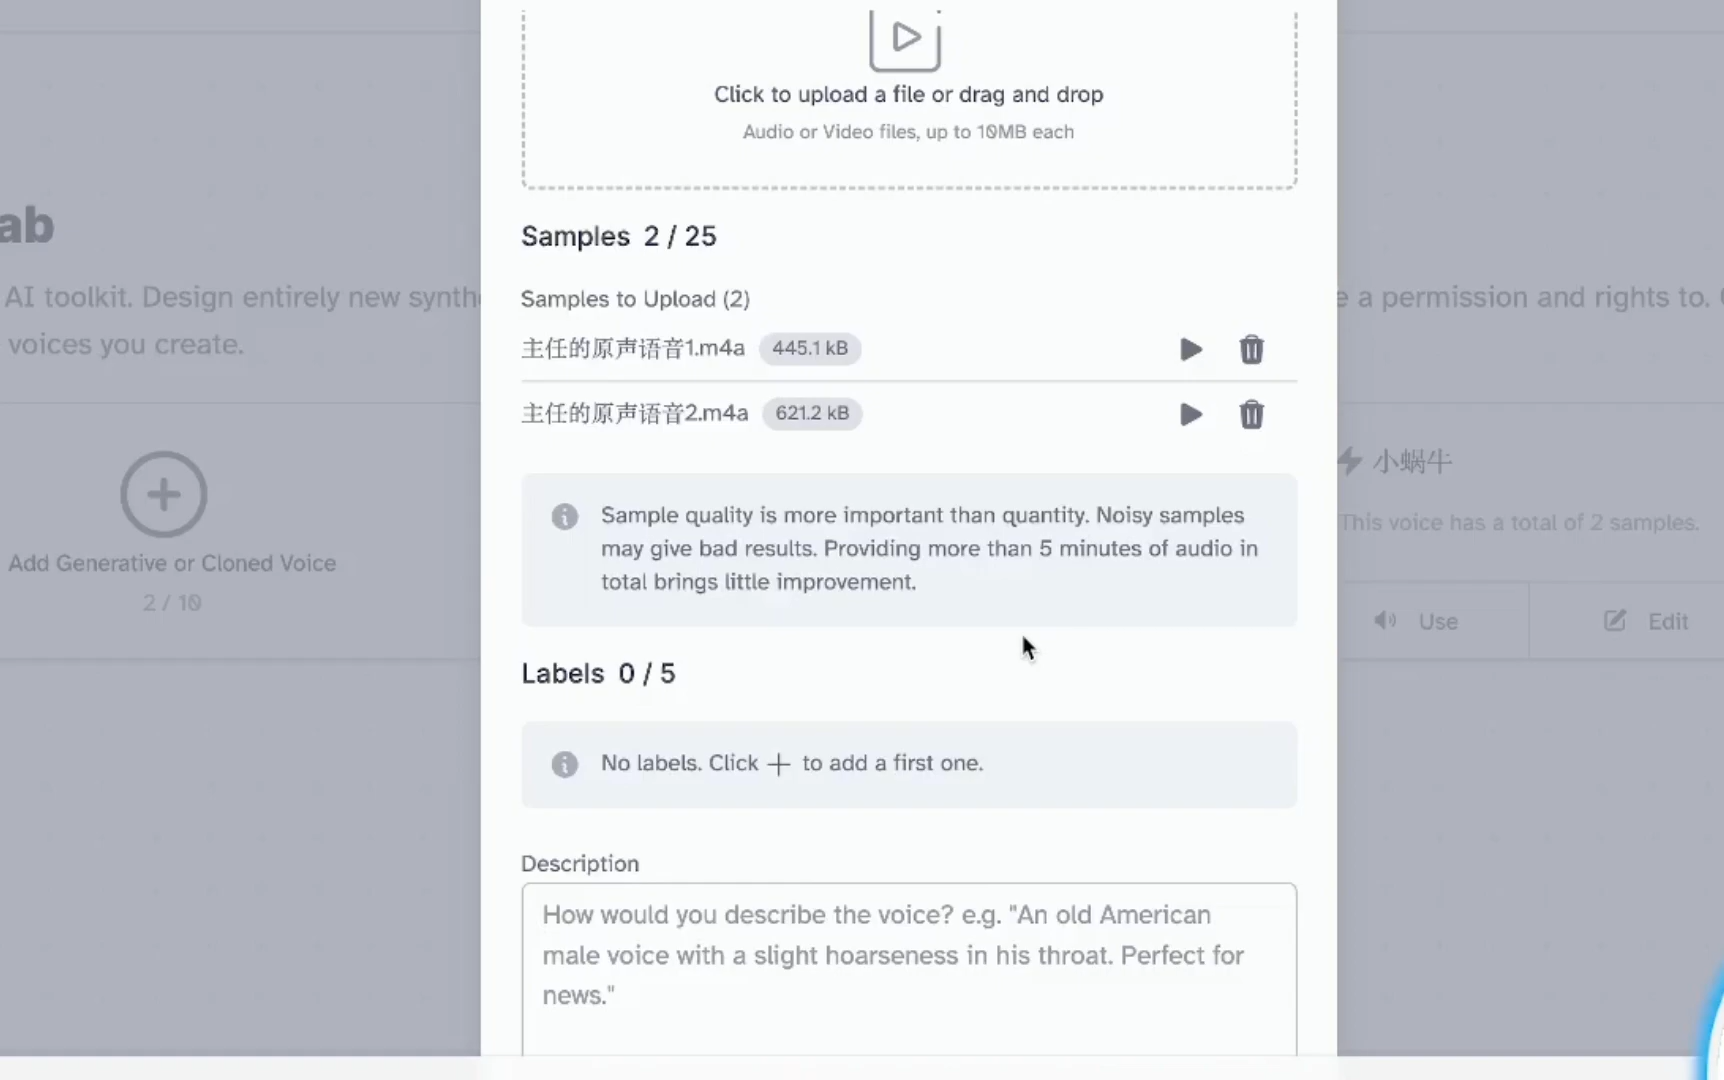 Click to upload a file or drag and drop
Audio or Video files, up to 10MB each
Samples 2 / 25
Samples to Upload (2)
主任的原声语音1.m4a 445.1 kB
主任的原声语音2.m4a 621.2 kB
Sample quality is more important than quantity. Noisy samples
may give bad results. Providing more than 5 minutes of audio in
total brings little improvement.
Labels 0 / 5
No labels. Click + to add a first one.
Description
How would you describe the voice? e.g. "An old American
male voice with a slight hoarseness in his throat. Perfect for
news."
ab
AI toolkit. Design entirely new synth
voices you create.
Add Generative or Cloned Voice
2 / 10
e a permission and rights to.
小蜗牛
This voice has a total of 2 samples.
Use
Edit